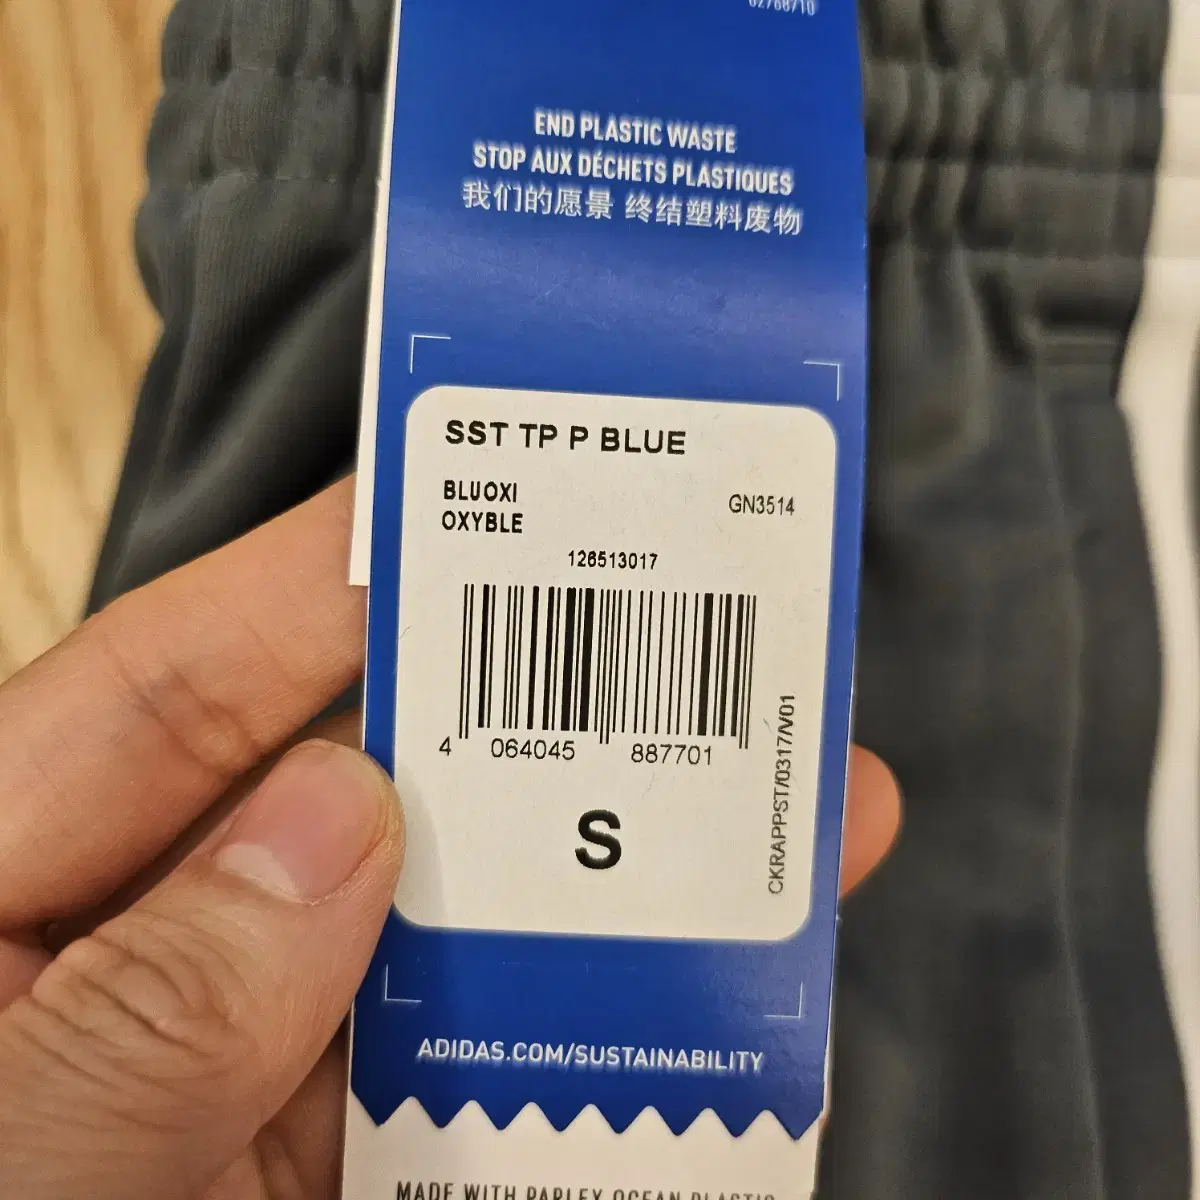 62768710
END PLASTIC WASTE
STOP AUX DÉCHETS PLASTIQUES
我们的愿景 终结塑料废物
SST TP P BLUE
BLUOXI
OXYBLE
GN3514
126513017
4 064045 887701
CKRAPPST/0317/V01
S
ADIDAS.COM/SUSTAINABILITY
MADE WITH PARLEY OCEAN PLASTIC